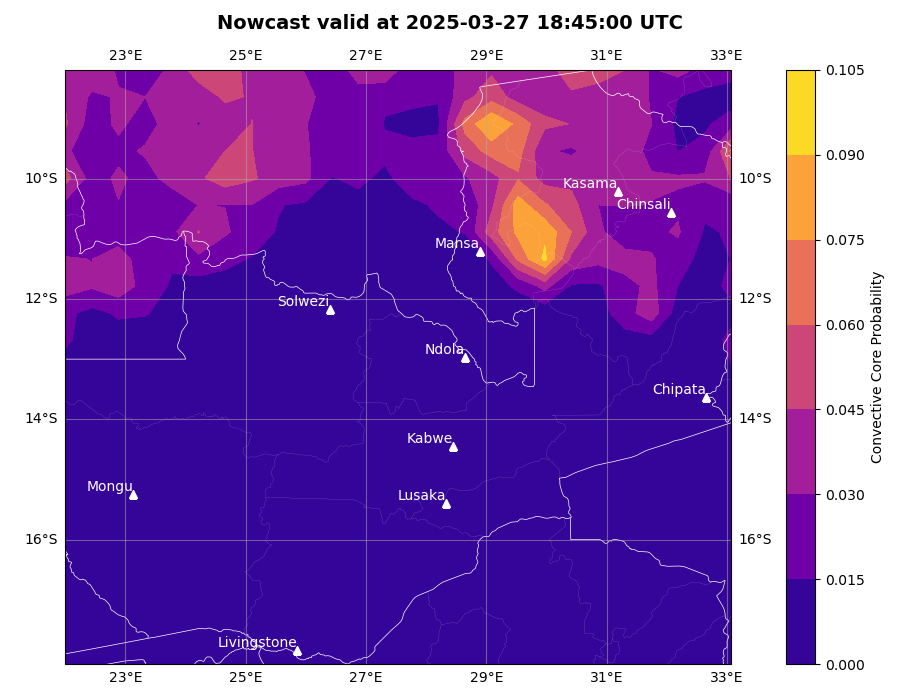 Nowcast valid at 2025-03-27 18:45:00 UTC
23°E 25°E 27°E 29°E 31°E 33°E
0.105
0.090
10°S 10°S
Kasama
Chinsali
0.075
Mansa
12°S 12°S
Solwezi
0.060
Ndola
Chipata
0.045
14°S 14°S
Kabwe
Mongu
Lusaka
0.030
16°S 16°S
0.015
Livingstone
0.000
23°E 25°E 27°E 29°E 31°E 33°E
Convective Core Probability